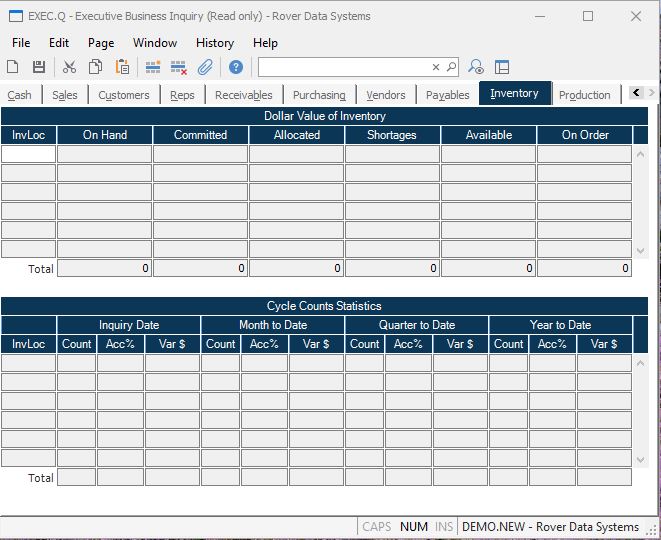 EXEC.Q - Executive Business Inquiry (Read only) - Rover Data Systems
File Edit Page Window History Help
Cash Sales Customers Reps Receivables Purchasing Vendors Payables Inventory Production
Dollar Value of Inventory
InvLoc On Hand Committed Allocated Shortages Available On Order
Total 0 0 0 0 0 0
Cycle Counts Statistics
Inquiry Date Month to Date Quarter to Date Year to Date
InvLoc Count Acc% Var $ Count Acc% Var $ Count Acc% Var $ Count Acc% Var $
Total
CAPS NUM INS DEMO.NEW - Rover Data Systems